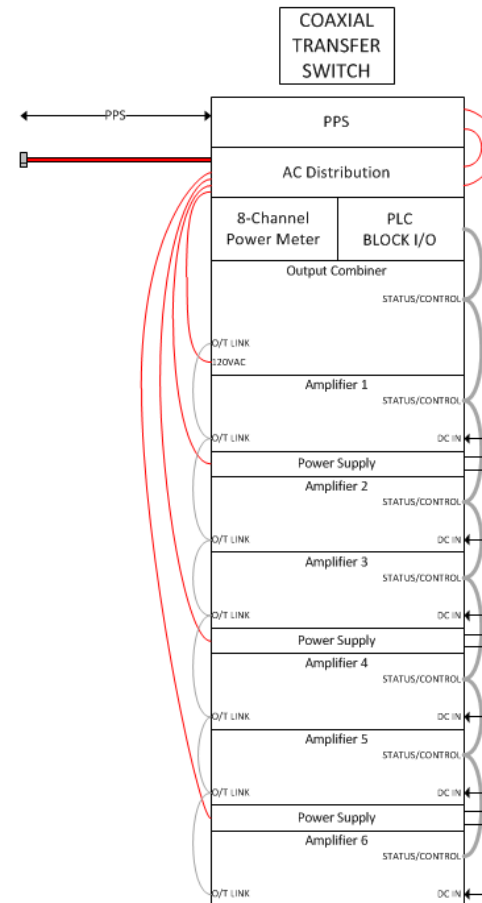 COAXIAL
TRANSFER
SWITCH
PPS
PPS
AC Distribution
8-Channel
Power Meter
PLC
BLOCK I/O
Output Combiner
STATUS/CONTROL
O/T LINK
120VAC
Amplifier 1
STATUS/CONTROL
O/T LINK
DC IN
Power Supply
Amplifier 2
STATUS/CONTROL
O/T LINK
DC IN
Amplifier 3
STATUS/CONTROL
O/T LINK
DC IN
Power Supply
Amplifier 4
STATUS/CONTROL
O/T LINK
DC IN
Amplifier 5
STATUS/CONTROL
O/T LINK
DC IN
Power Supply
Amplifier 6
STATUS/CONTROL
O/T LINK
DC IN